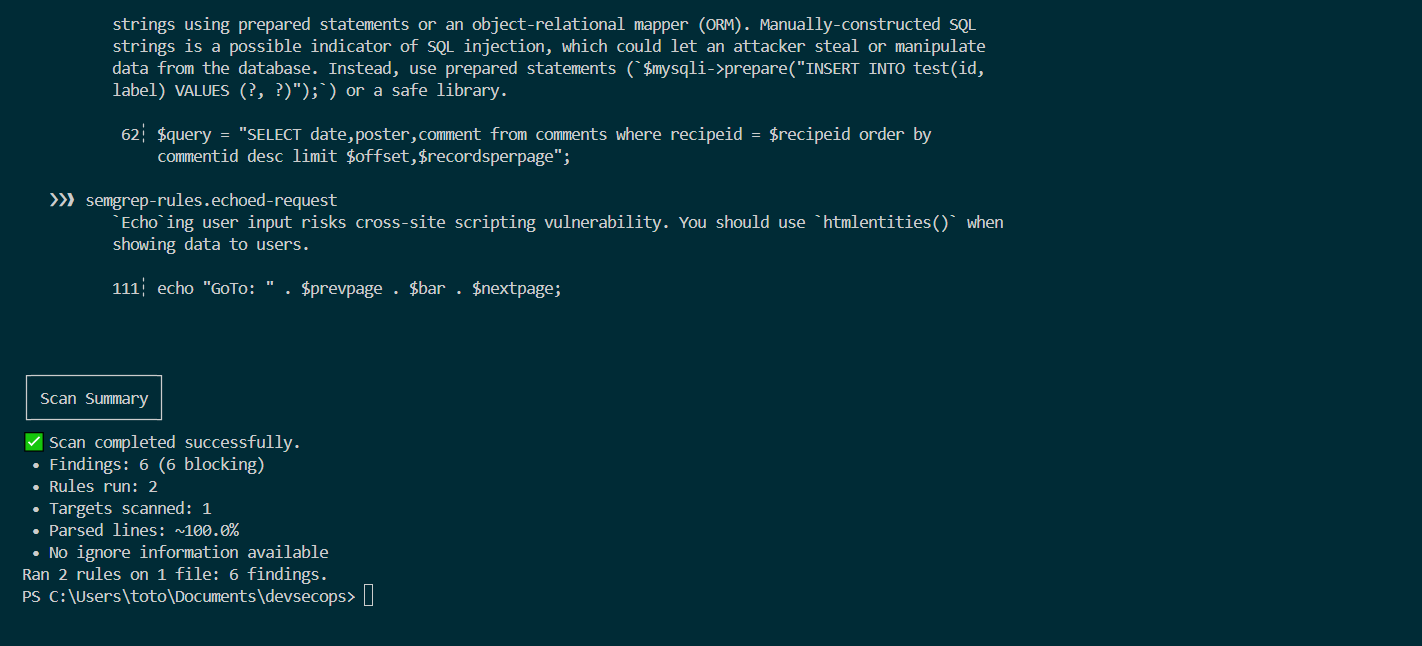 strings using prepared statements or an object-relational mapper (ORM). Manually-constructed SQL
strings is a possible indicator of SQL injection, which could let an attacker steal or manipulate
data from the database. Instead, use prepared statements (`$mysqli->prepare("INSERT INTO test(id,
label) VALUES (?, ?)");`) or a safe library.
62┆ $query = "SELECT date,poster,comment from comments where recipeid = $recipeid order by
commentid desc limit $offset,$recordsperpage";
❯❯❱ semgrep-rules.echoed-request
`Echo`ing user input risks cross-site scripting vulnerability. You should use `htmlentities()` when
showing data to users.
111┆ echo "GoTo: " . $prevpage . $bar . $nextpage;
Scan Summary
✅ Scan completed successfully.
• Findings: 6 (6 blocking)
• Rules run: 2
• Targets scanned: 1
• Parsed lines: ~100.0%
• No ignore information available
Ran 2 rules on 1 file: 6 findings.
PS C:\Users\toto\Documents\devsecops>